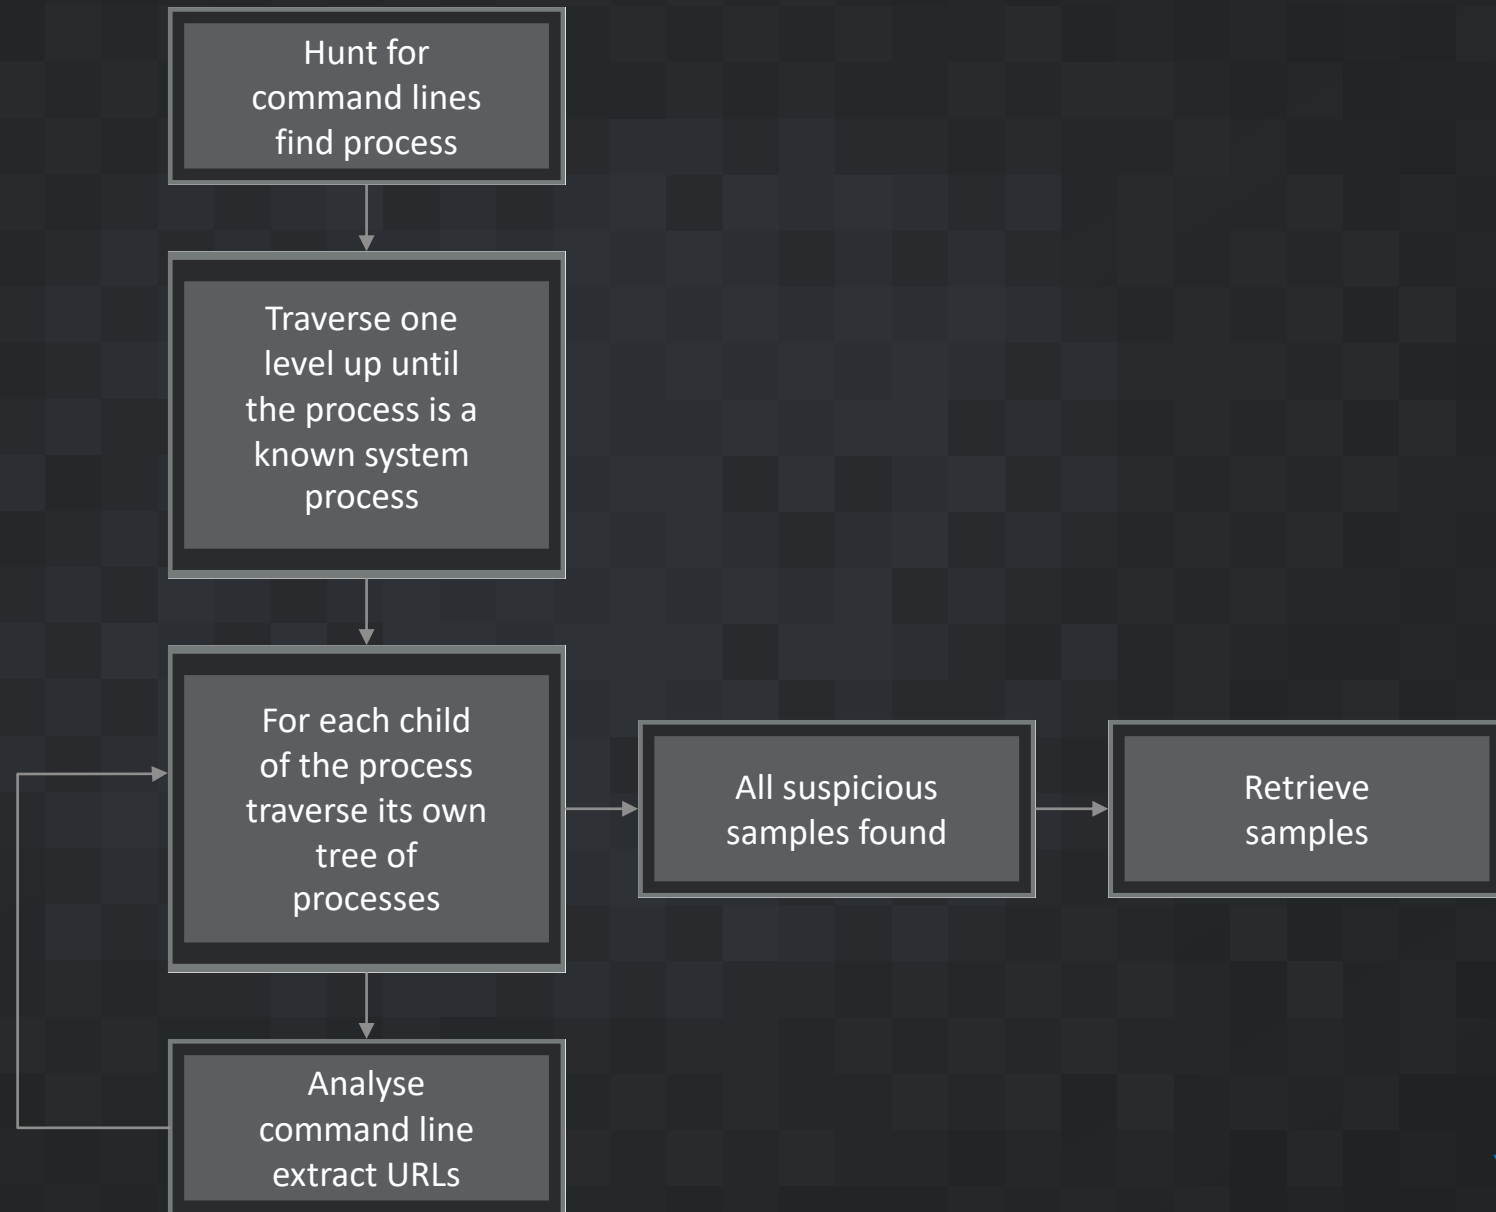 Hunt for
command lines
find process
Traverse one
level up until
the process is a
known system
process
For each child
of the process
traverse its own
tree of
processes
All suspicious
samples found
Retrieve
samples
Analyse
command line
extract URLs